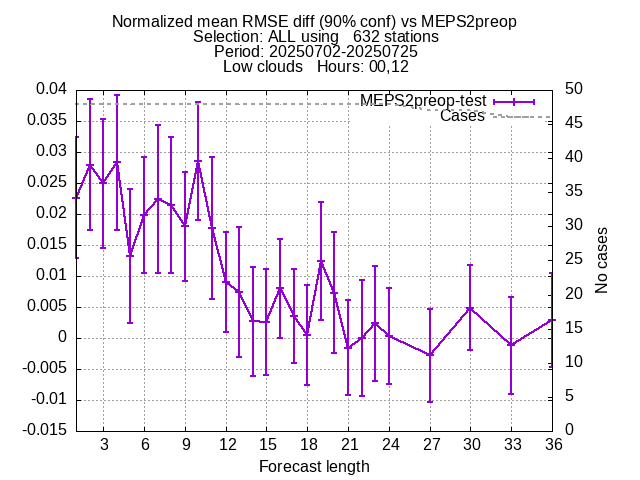 Normalized mean RMSE diff (90% conf) vs MEPS2preop
Selection: ALL using   632 stations
Period: 20250702-20250725
Low clouds   Hours: 00,12
MEPS2preop-test
Cases
0.04
0.035
0.03
0.025
0.02
0.015
0.01
0.005
0
-0.005
-0.01
-0.015
50
45
40
35
30
25
20
15
10
5
0
No cases
3 6 9 12 15 18 21 24 27 30 33 36
Forecast length